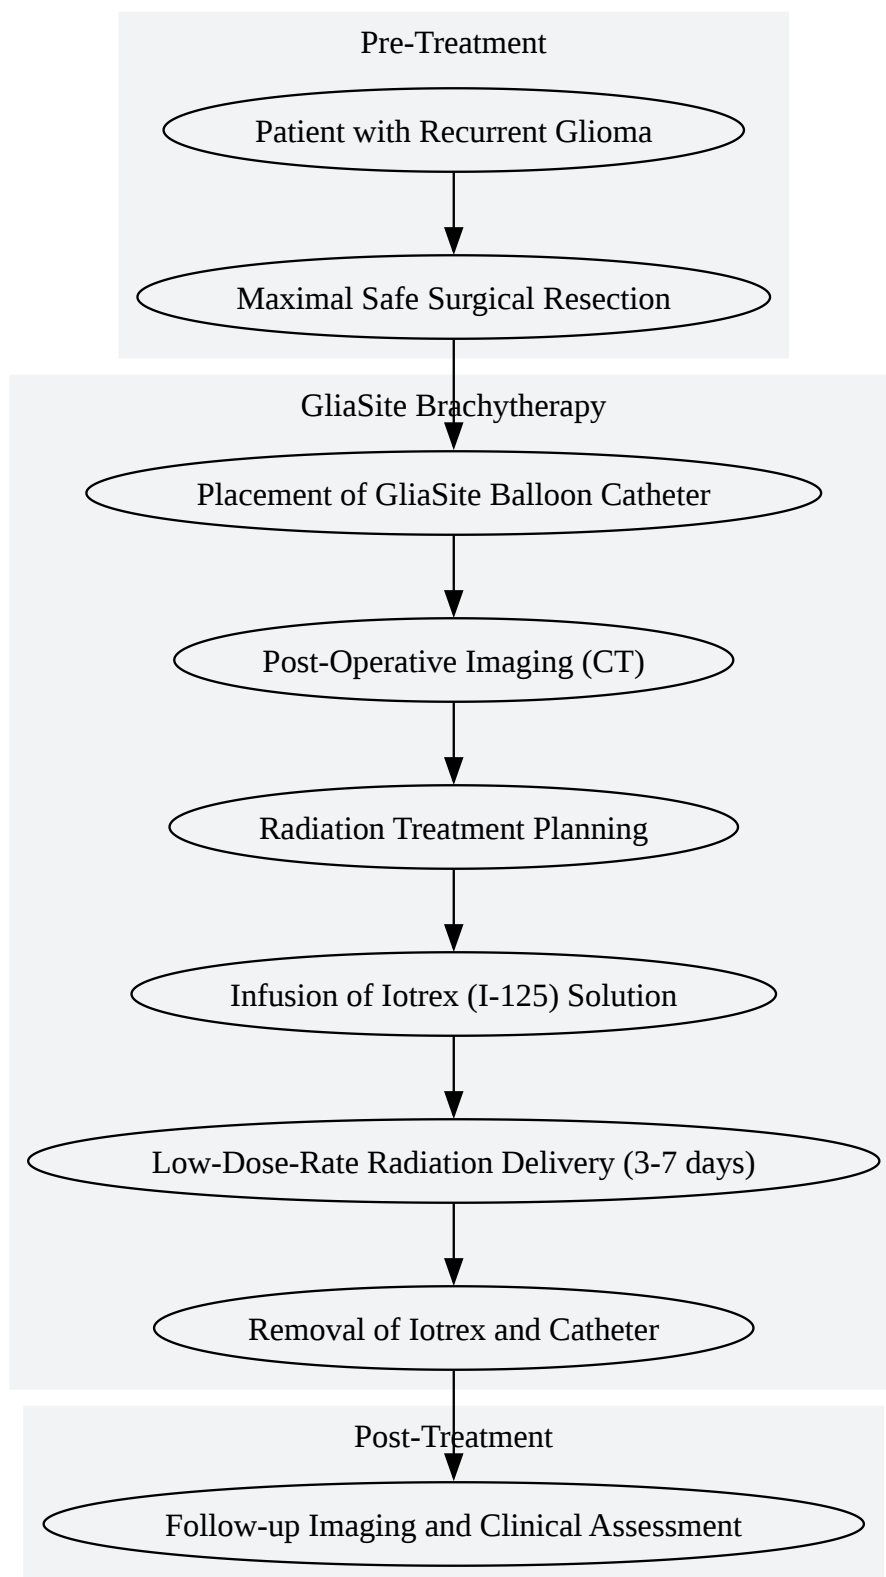 Pre-Treatment
Patient with Recurrent Glioma
Maximal Safe Surgical Resection
GliaSite Brachytherapy
Placement of GliaSite Balloon Catheter
Post-Operative Imaging (CT)
Radiation Treatment Planning
Infusion of Iotrex (I-125) Solution
Low-Dose-Rate Radiation Delivery (3-7 days)
Removal of Iotrex and Catheter
Post-Treatment
Follow-up Imaging and Clinical Assessment